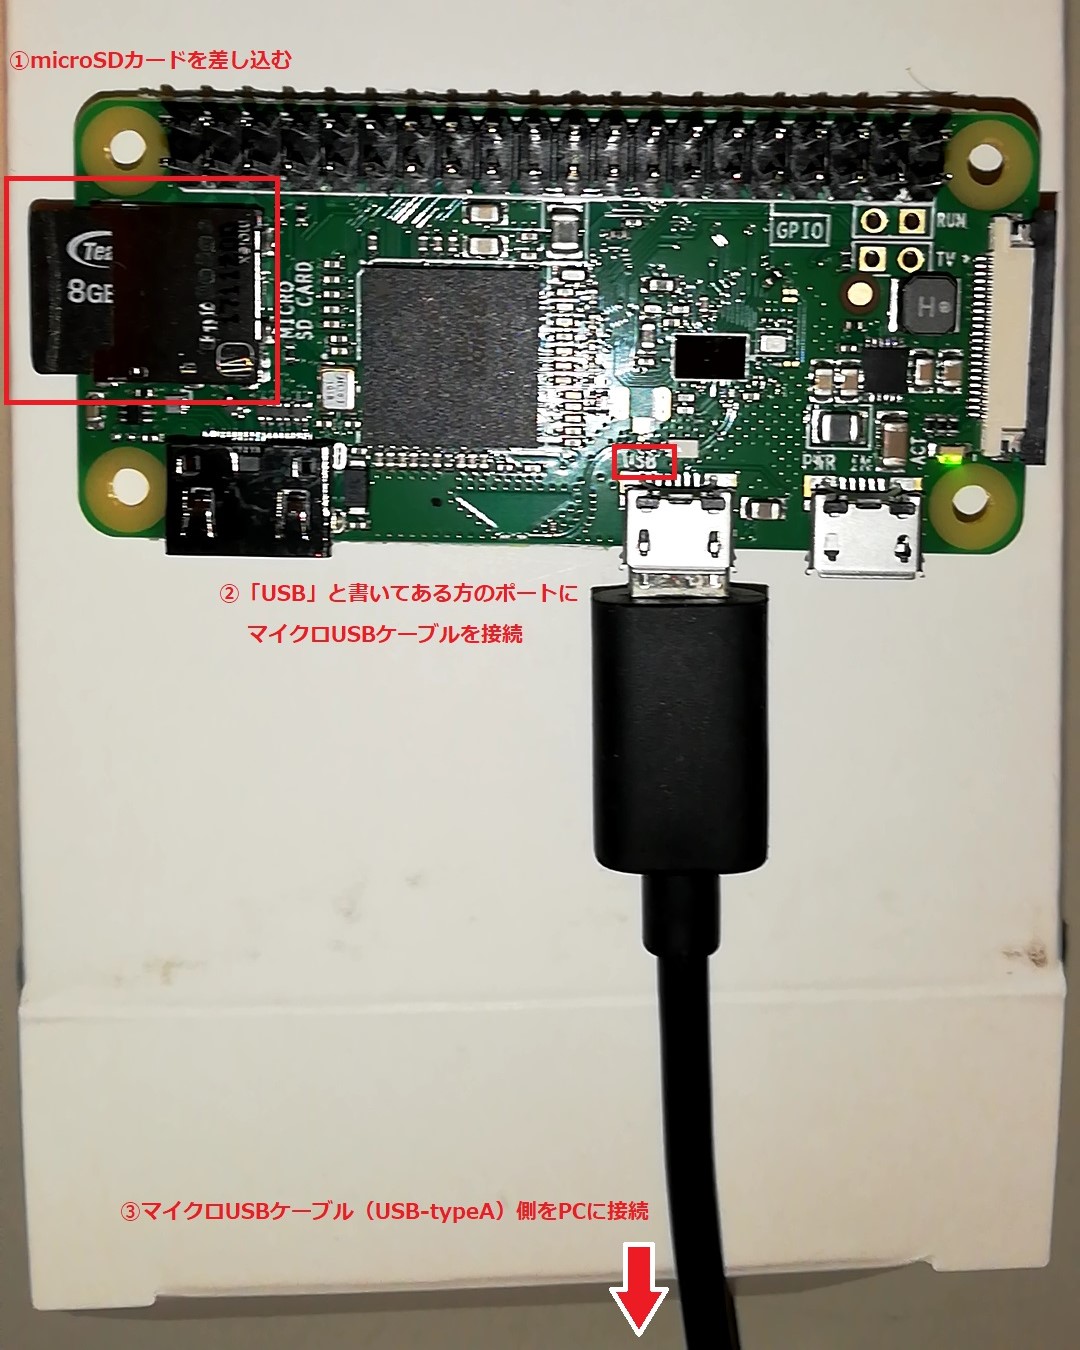 ①microSDカードを差し込む
GPIO
RUN
TV
Tea
8GB
MICRO
SD CARD
H
USB
PWR IN
ACT
②「USB」と書いてある方のポートに
マイクロUSBケーブルを接続
③マイクロUSBケーブル（USB-typeA）側をPCに接続